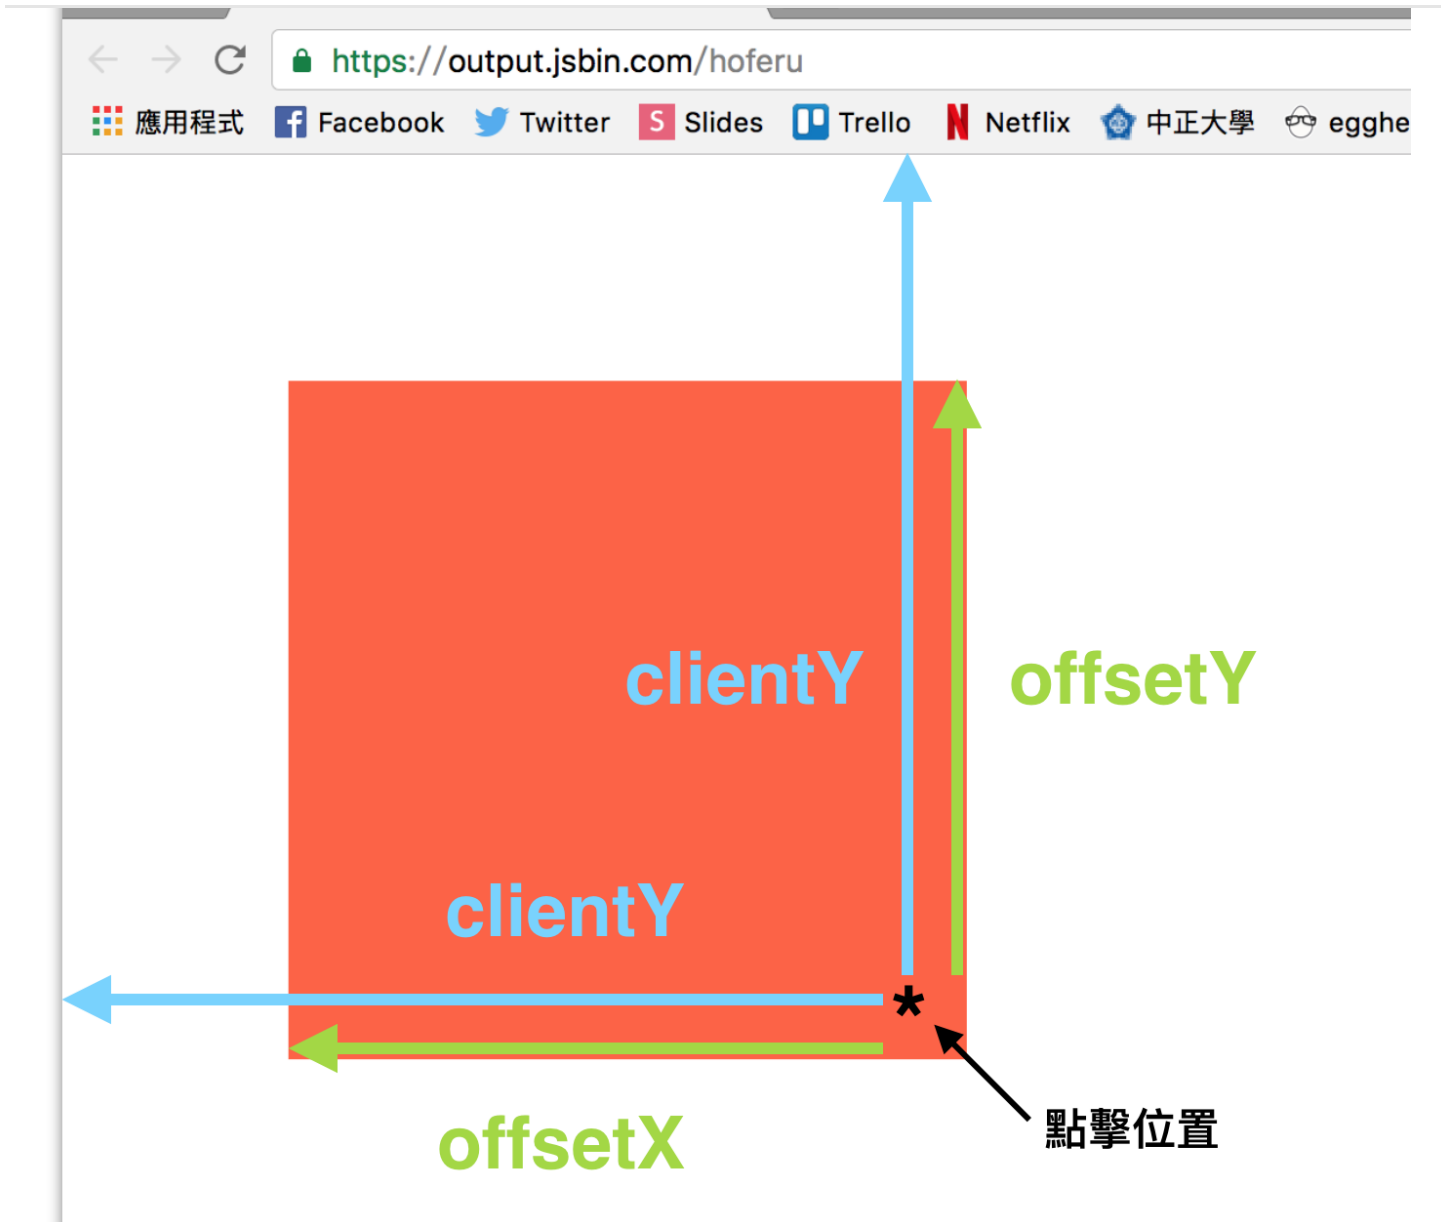 https://output.jsbin.com/hoferu
應用程式 Facebook Twitter S Slides Trello N Netflix 中正大學 egghe
clientY offsetY
clientY
*
offsetX
點擊位置